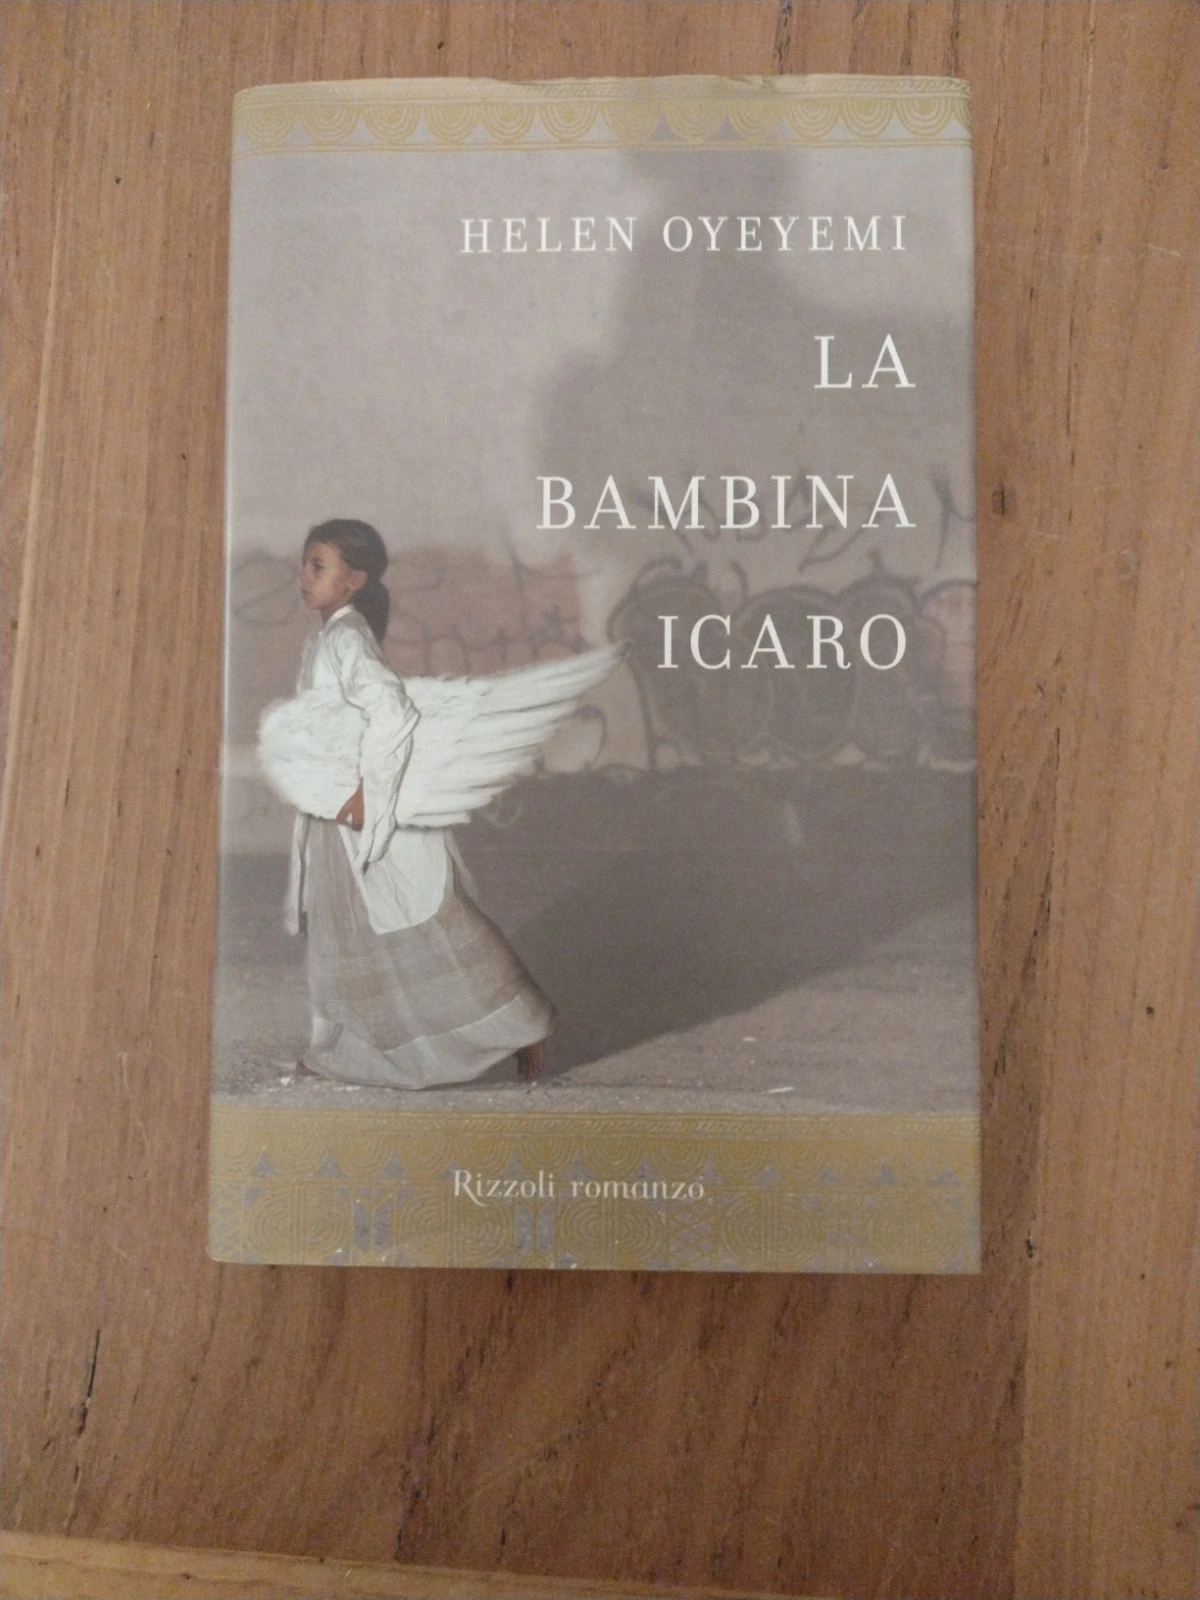 HELEN OYEYEMI
LA
BAMBINA
ICARO
Rizzoli romanzo